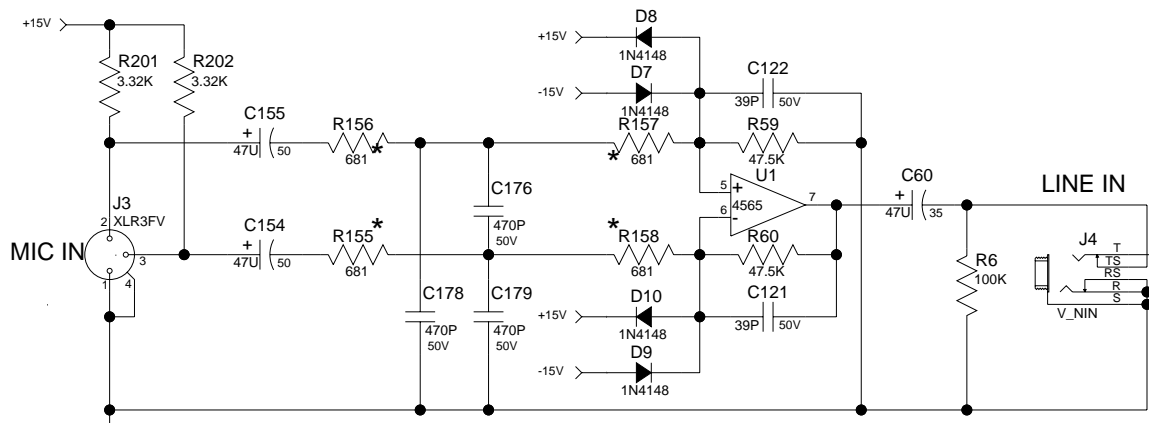 +15V
R201
3.32K
R202
3.32K
D8
+15V
1N4148
D7
-15V
1N4148
C122
39P 50V
C155
+
47U 50
R156
681 *
R157
* 681
R59
47.5K
J3
2 XLR3FV
MIC IN
3
1 4
C176
470P
50V
5 +
6 -
U1
4565
7
C60
+
47U 35
LINE IN
C154
+
47U 50
*
R155
681
*
R158
681
R60
47.5K
R6
100K
J4
T
TS
RS
R
S
V_NIN
C178
470P
50V
C179
470P
50V
D10
+15V
1N4148
C121
39P 50V
D9
-15V
1N4148